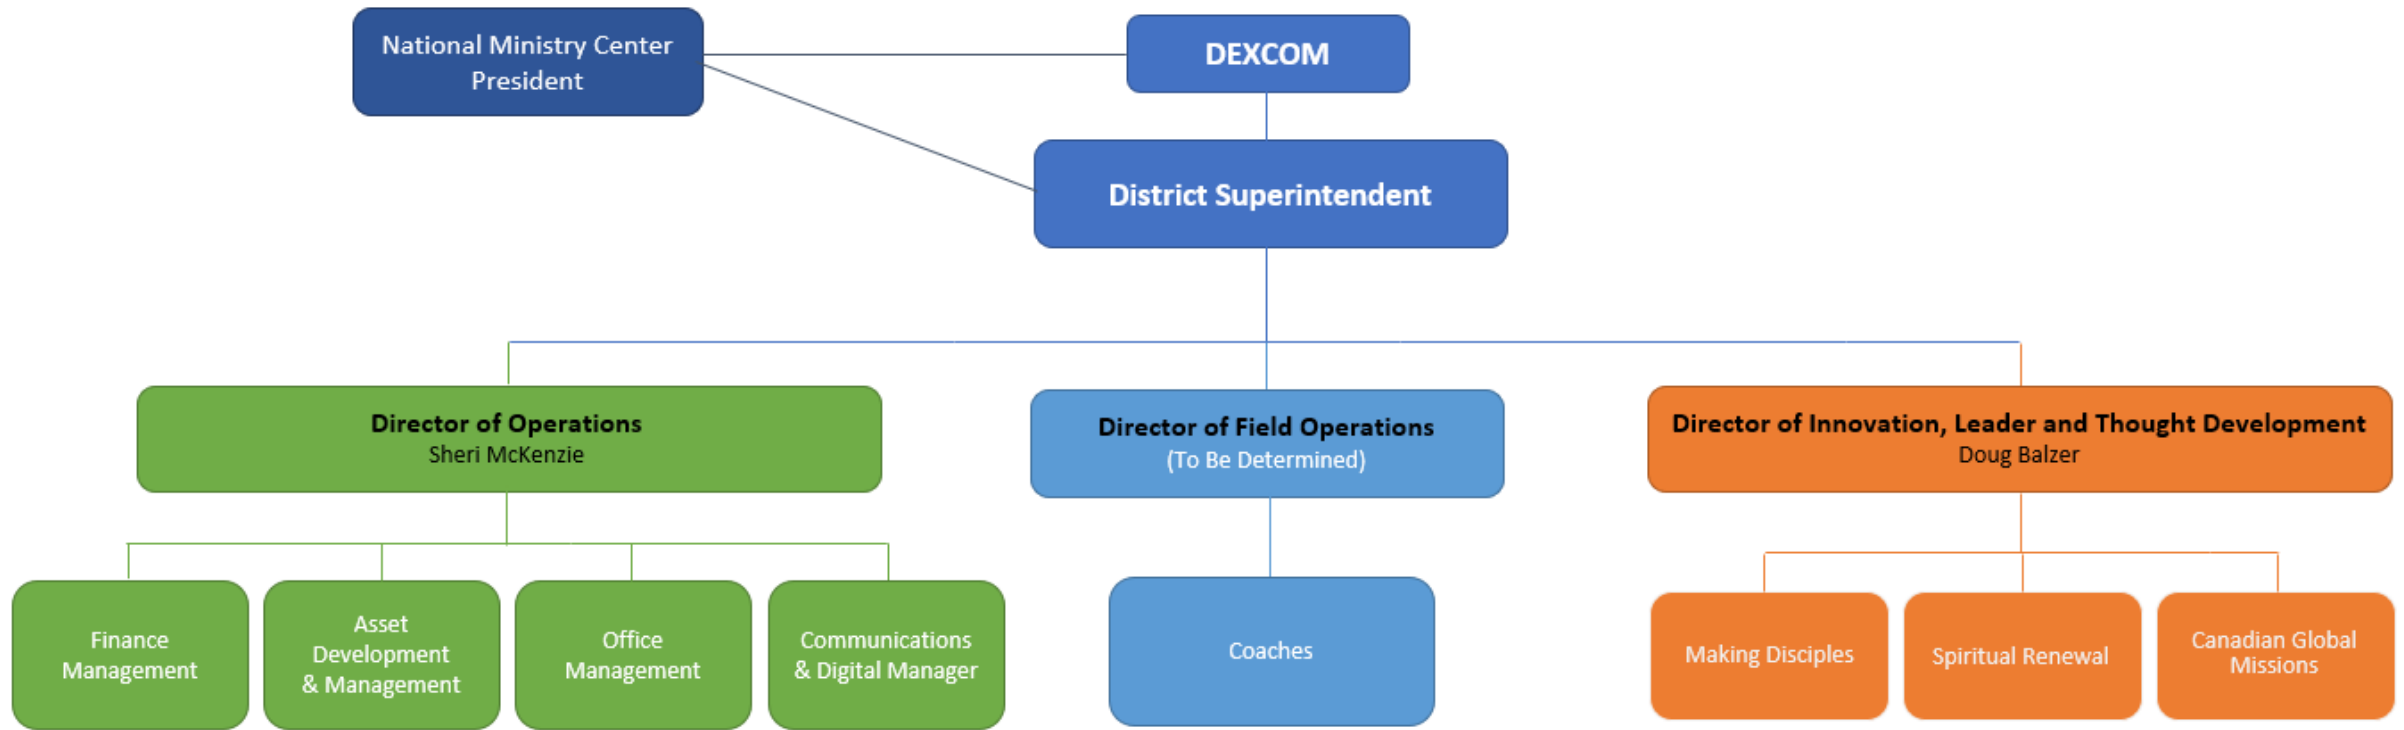 National Ministry Center
President
DEXCOM
District Superintendent
Director of Operations
Sheri McKenzie
Director of Field Operations
(To Be Determined)
Director of Innovation, Leader and Thought Development
Doug Balzer
Finance
Management
Asset
Development
& Management
Office
Management
Communications
& Digital Manager
Coaches
Making Disciples
Spiritual Renewal
Canadian Global
Missions